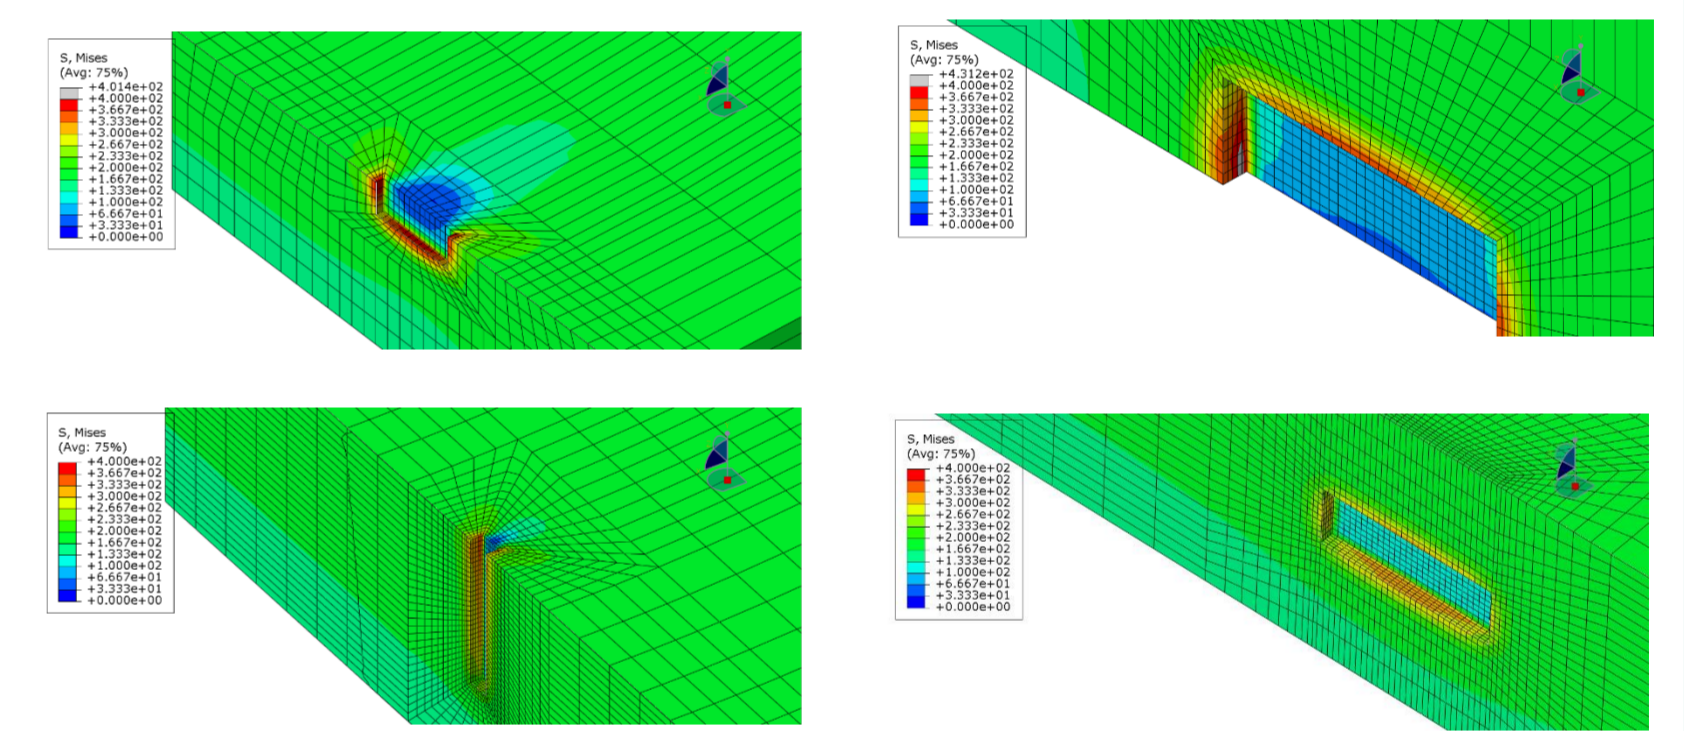 S, Mises
(Avg: 75%)
+4.014e+02
+4.000e+02
+3.667e+02
+3.333e+02
+3.000e+02
+2.667e+02
+2.333e+02
+2.000e+02
+1.667e+02
+1.333e+02
+1.000e+02
+6.667e+01
+3.333e+01
+0.000e+00
S, Mises
(Avg: 75%)
+4.312e+02
+4.000e+02
+3.667e+02
+3.333e+02
+3.000e+02
+2.667e+02
+2.333e+02
+2.000e+02
+1.667e+02
+1.333e+02
+1.000e+02
+6.667e+01
+3.333e+01
+0.000e+00
S, Mises
(Avg: 75%)
+4.000e+02
+3.667e+02
+3.333e+02
+3.000e+02
+2.667e+02
+2.333e+02
+2.000e+02
+1.667e+02
+1.333e+02
+1.000e+02
+6.667e+01
+3.333e+01
+0.000e+00
S, Mises
(Avg: 75%)
+4.000e+02
+3.667e+02
+3.333e+02
+3.000e+02
+2.667e+02
+2.333e+02
+2.000e+02
+1.667e+02
+1.333e+02
+1.000e+02
+6.667e+01
+3.333e+01
+0.000e+00